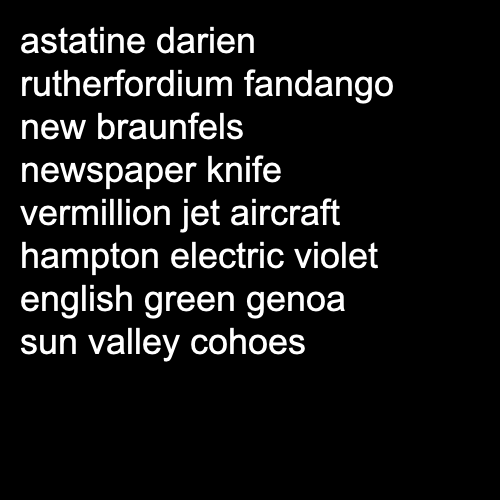 astatine darien
rutherfordium fandango
new braunfels
newspaper knife
vermillion jet aircraft
hampton electric violet
english green genoa
sun valley cohoes